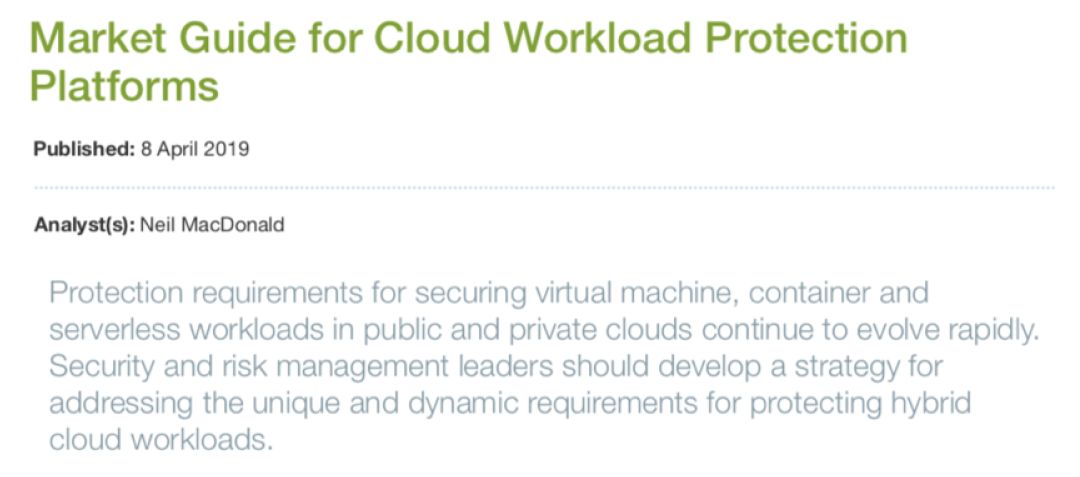 Market Guide for Cloud Workload Protection
Platforms
Published: 8 April 2019
Analyst(s): Neil MacDonald
Protection requirements for securing virtual machine, container and
serverless workloads in public and private clouds continue to evolve rapidly.
Security and risk management leaders should develop a strategy for
addressing the unique and dynamic requirements for protecting hybrid
cloud workloads.